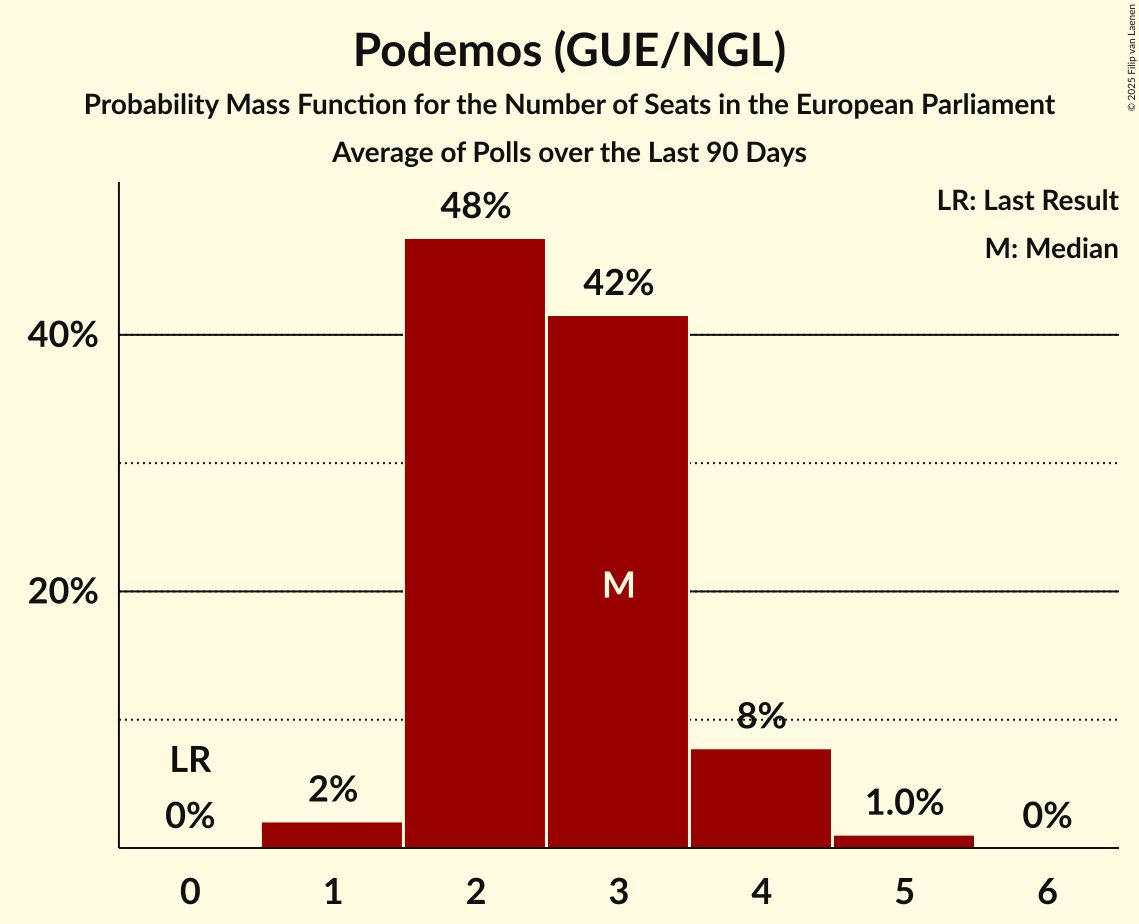 Podemos (GUE/NGL)
Probability Mass Function for the Number of Seats in the European Parliament
Average of Polls over the Last 90 Days
© 2025 Filip van Laenen
LR: Last Result
M: Median
48%
42%
40%
M
20%
8%
LR
2%
1.0%
0%
0%
0 1 2 3 4 5 6